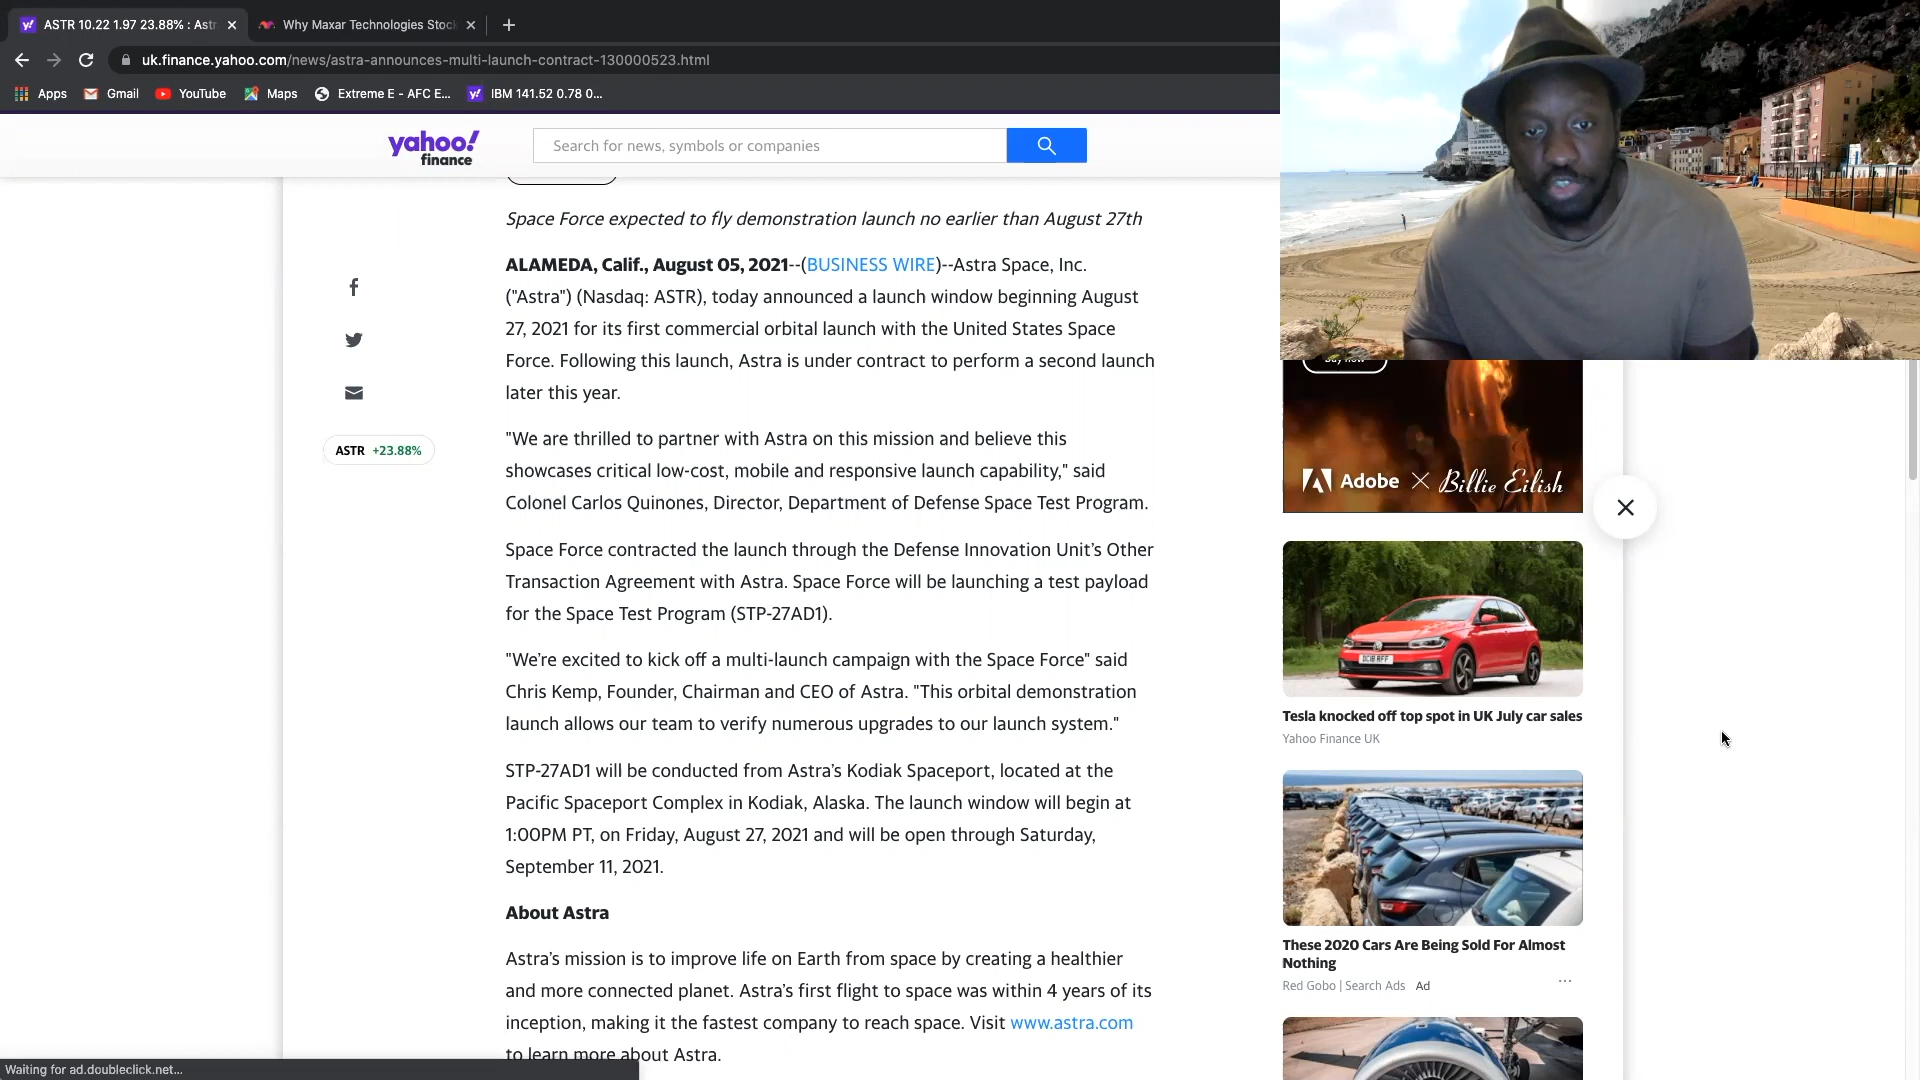 ASTR 10.22 1.97 23.88% : Ast
Why Maxar Technologies Stoc
uk.finance.yahoo.com/news/astra-announces-multi-launch-contract-130000523.html
Apps
Gmail
YouTube
Maps
Extreme E - AFC E...
IBM 141.52 0.78 0...
yahoo!
finance
Search for news, symbols or companies
Space Force expected to fly demonstration launch no earlier than August 27th
ALAMEDA, Calif., August 05, 2021--(BUSINESS WIRE)--Astra Space, Inc.
("Astra") (Nasdaq: ASTR), today announced a launch window beginning August
27, 2021 for its first commercial orbital launch with the United States Space
Force. Following this launch, Astra is under contract to perform a second launch
later this year.
ASTR +23.88%
"We are thrilled to partner with Astra on this mission and believe this
showcases critical low-cost, mobile and responsive launch capability," said
Colonel Carlos Quinones, Director, Department of Defense Space Test Program.
Space Force contracted the launch through the Defense Innovation Unit's Other
Transaction Agreement with Astra. Space Force will be launching a test payload
for the Space Test Program (STP-27AD1).
"We're excited to kick off a multi-launch campaign with the Space Force" said
Chris Kemp, Founder, Chairman and CEO of Astra. "This orbital demonstration
launch allows our team to verify numerous upgrades to our launch system."
STP-27AD1 will be conducted from Astra's Kodiak Spaceport, located at the
Pacific Spaceport Complex in Kodiak, Alaska. The launch window will begin at
1:00PM PT, on Friday, August 27, 2021 and will be open through Saturday,
September 11, 2021.
About Astra
Astra's mission is to improve life on Earth from space by creating a healthier
and more connected planet. Astra's first flight to space was within 4 years of its
inception, making it the fastest company to reach space. Visit www.astra.com
to learn more about Astra.
Adobe × Billie Eilish
Tesla knocked off top spot in UK July car sales
Yahoo Finance UK
These 2020 Cars Are Being Sold For Almost
Nothing
Red Gobo | Search Ads Ad
Waiting for ad.doubleclick.net...